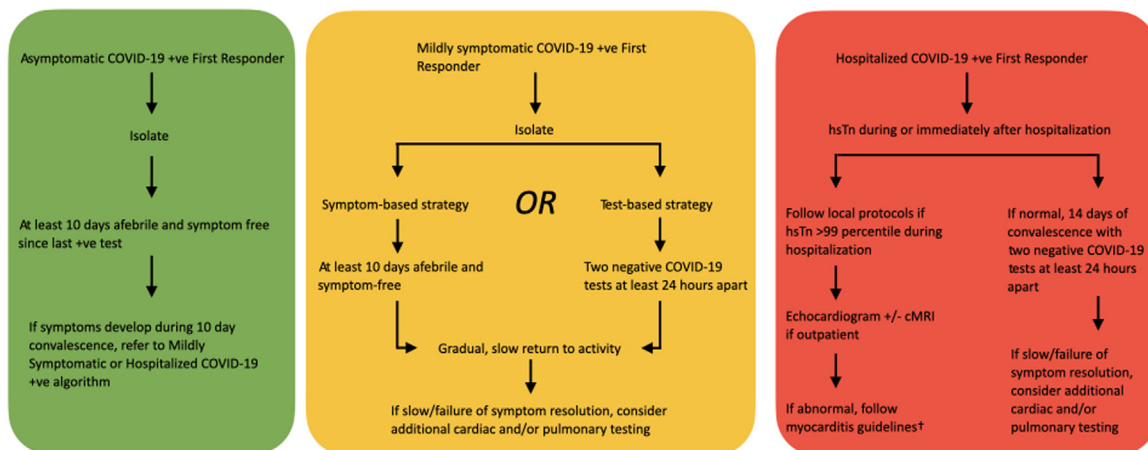 Asymptomatic COVID-19 +ve First Responder
Isolate
At least 10 days afebrile and symptom free
since last +ve test
If symptoms develop during 10 day
convalescence, refer to Mildly
Symptomatic or Hospitalized COVID-19
+ve algorithm
Mildly symptomatic COVID-19 +ve First
Responder
Isolate
Symptom-based strategy
OR
Test-based strategy
At least 10 days afebrile and
symptom-free
Two negative COVID-19
tests at least 24 hours apart
Gradual, slow return to activity
If slow/failure of symptom resolution, consider
additional cardiac and/or pulmonary testing
Hospitalized COVID-19 +ve First Responder
hsTn during or immediately after hospitalization
Follow local protocols if
hsTn >99 percentile during
hospitalization
Echocardiogram +/- cMRI
if outpatient
If abnormal, follow
myocarditis guidelines†
If normal, 14 days of
convalescence with
two negative COVID-19
tests at least 24 hours
apart
If slow/failure of
symptom resolution,
consider additional
cardiac and/or
pulmonary testing